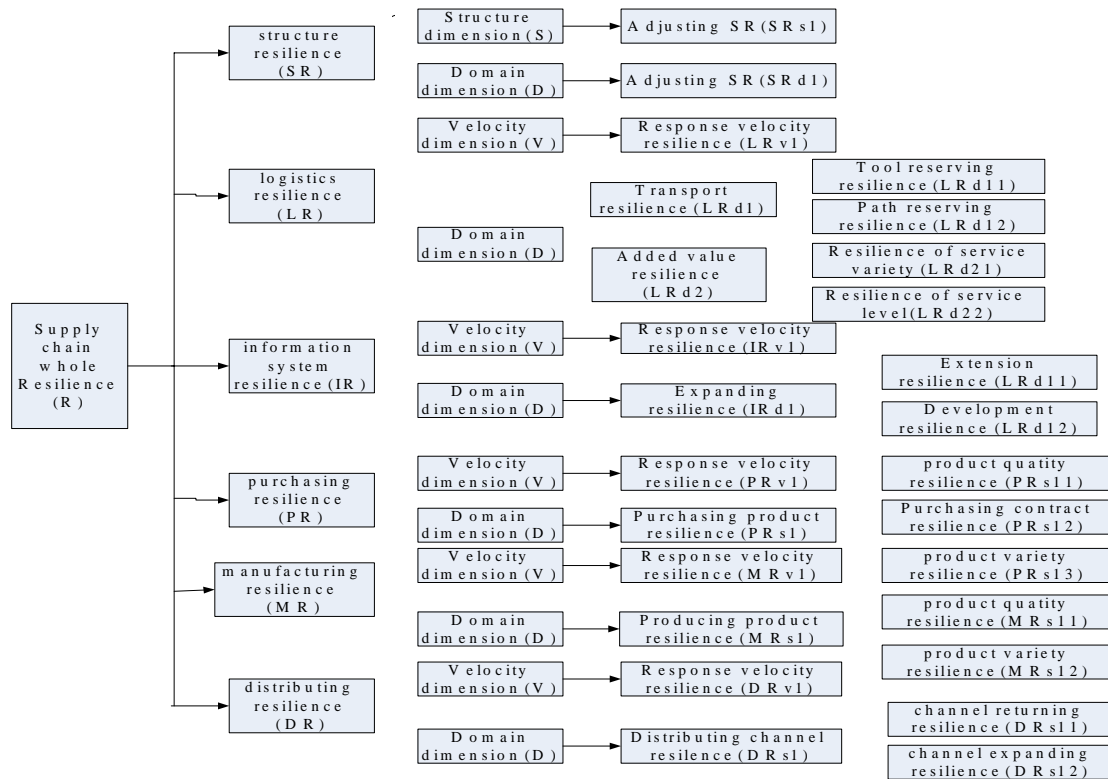 Supply
chain
whole
Resilience
(R)
structure
resilience
(SR)
logistics
resilience
(LR)
information
system
resilience (IR)
purchasing
resilience
(PR)
manufacturing
resilience
(MR)
distributing
resilience
(DR)
Structure
dimension(S)
Adjusting SR(SRs1)
Domain
dimension(D)
Adjusting SR(SRd1)
Velocity
dimension(V)
Response velocity
resilience(LRv1)
Domain
dimension(D)
Transport
resilience(LRd1)
Added value
resilience
(LRd2)
Tool reserving
resilience(LRd11)
Path reserving
resilience(LRd12)
Resilience of service
variety(LRd21)
Resilience of service
level(LRd22)
Velocity
dimension(V)
Response velocity
resilience(IRv1)
Domain
dimension(D)
Expanding
resilience(IRd1)
Extension
resilience(LRd11)
Development
resilience(LRd12)
Velocity
dimension(V)
Response velocity
resilience(PRv1)
Domain
dimension(D)
Purchasing product
resilience(PRs1)
product qutity
resilience(PRs11)
Purchasing contract
resilience(PRs12)
product variety
resilience(PRs13)
Velocity
dimension(V)
Response velocity
resilience(MRv1)
Domain
dimension(D)
Producing product
resilience(MRs1)
product qutity
resilience(MRs11)
product variety
resilience(MRs12)
Velocity
dimension(V)
Response velocity
resilience(DRv1)
Domain
dimension(D)
Distributing channel
resilience(DRs1)
channel returning
resilience(DRs11)
channel expanding
resilience(DRs12)